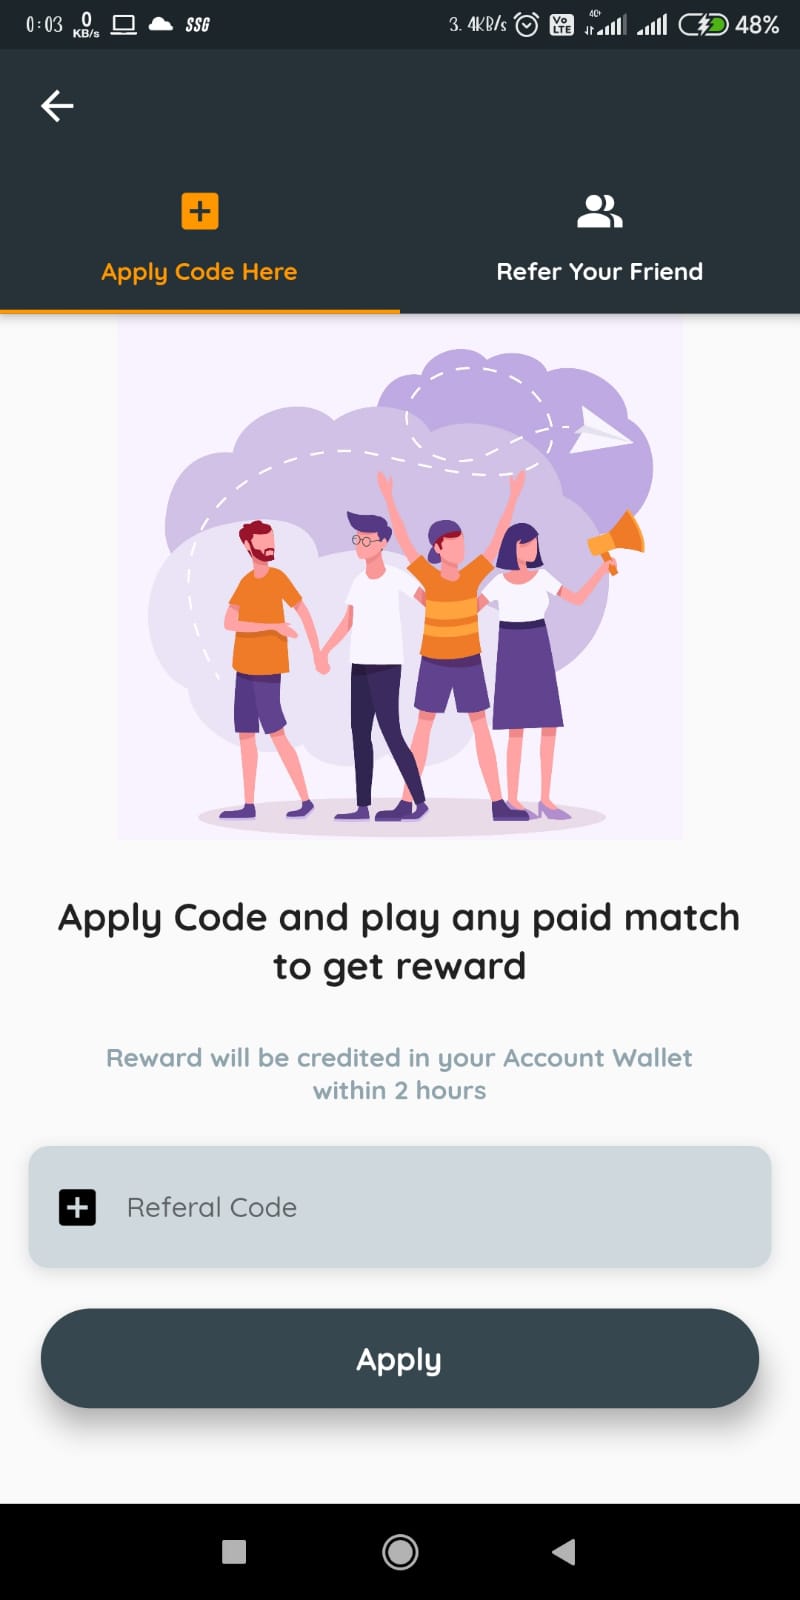 0:03 0 KB/s SSG 3.4KB/s Vo LTE 4G+ 48%
Apply Code Here Refer Your Friend
Apply Code and play any paid match
to get reward
Reward will be credited in your Account Wallet
within 2 hours
Referal Code
Apply